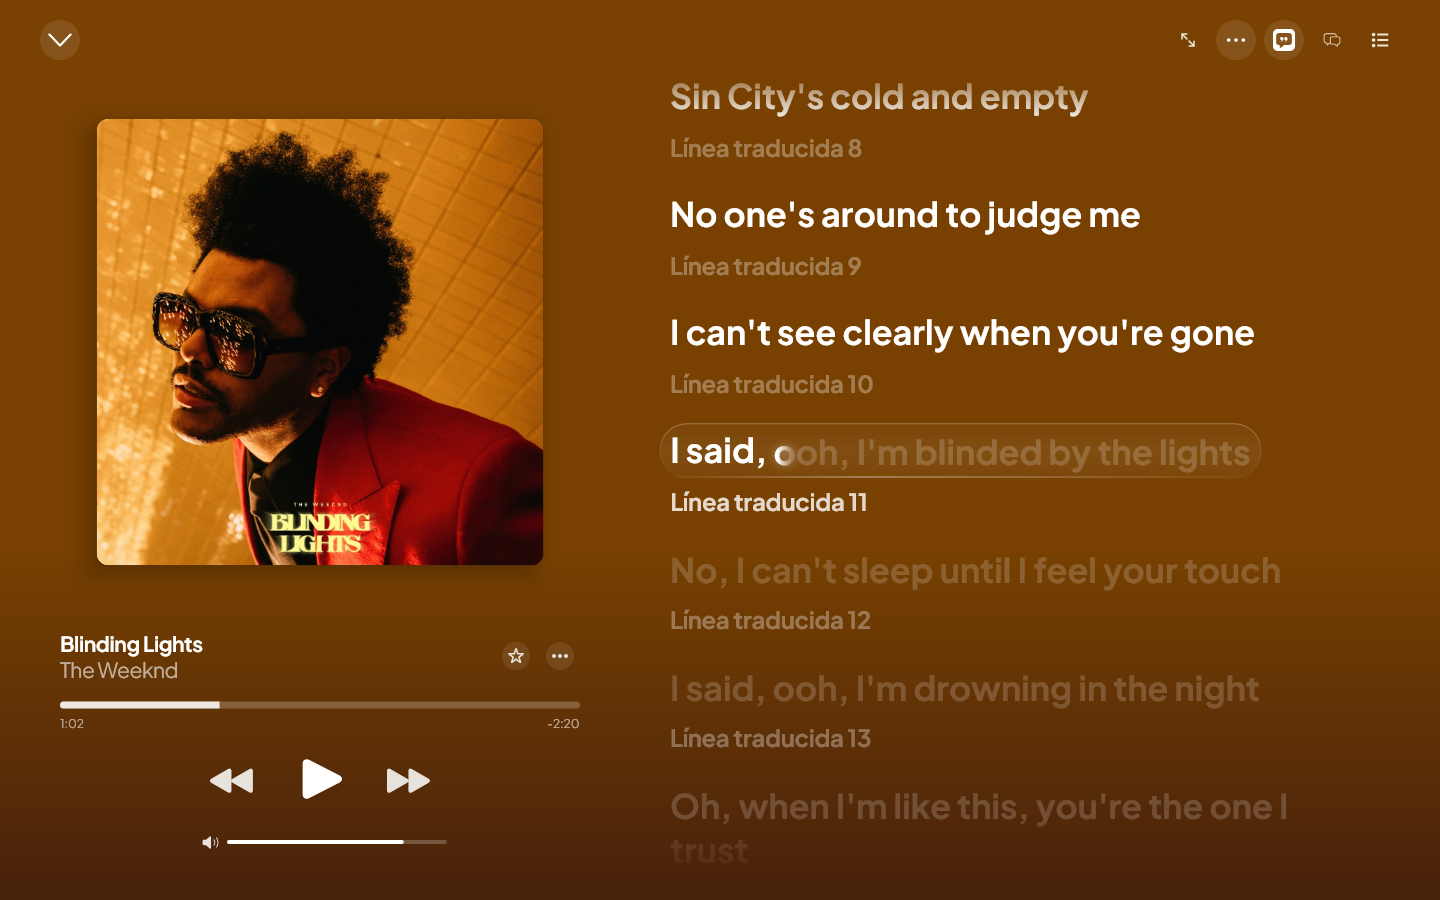 Sin City's cold and empty
Línea traducida 8
No one's around to judge me
Línea traducida 9
I can't see clearly when you're gone
Línea traducida 10
I said, ooh, I'm blinded by the lights
Línea traducida 11
No, I can't sleep until I feel your touch
Línea traducida 12
I said, ooh, I'm drowning in the night
Línea traducida 13
Oh, when I'm like this, you're the one I
trust
THE WEEKND
BLINDING
LIGHTS
Blinding Lights
The Weeknd
1:02
-2:20